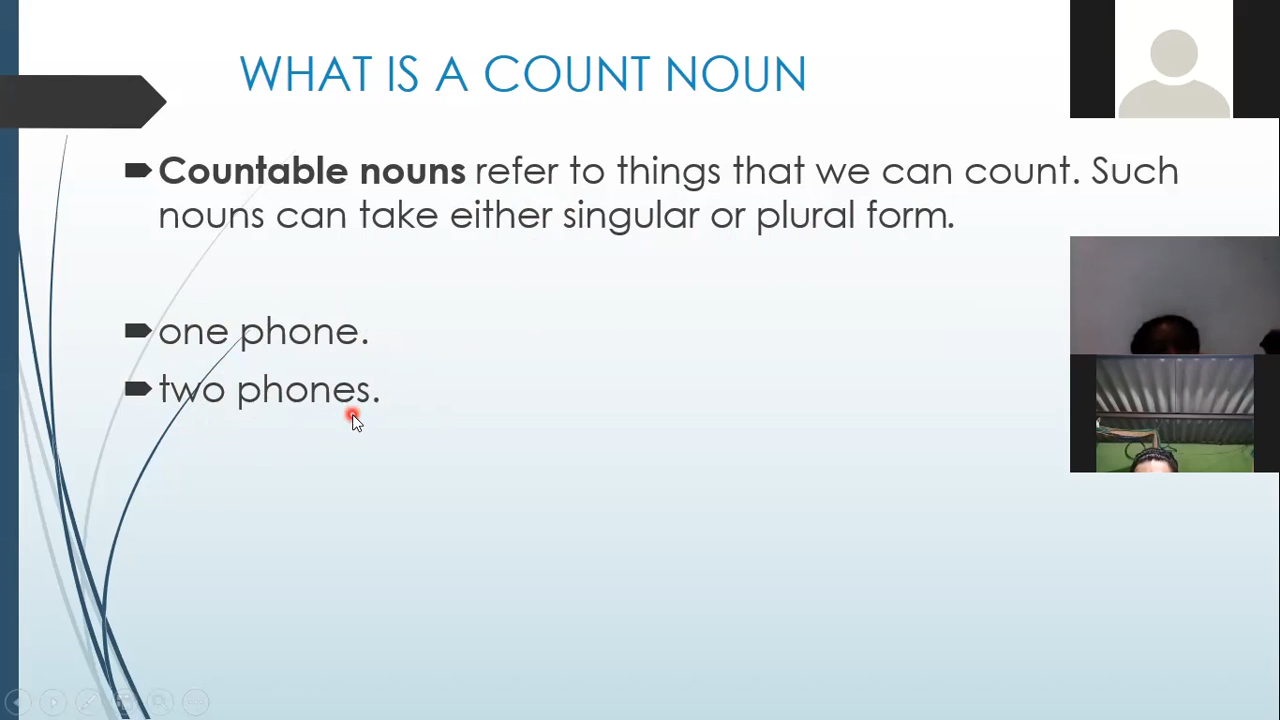 WHAT IS A COUNT NOUN
Countable nouns refer to things that we can count. Such
nouns can take either singular or plural form.
one phone.
two phones.